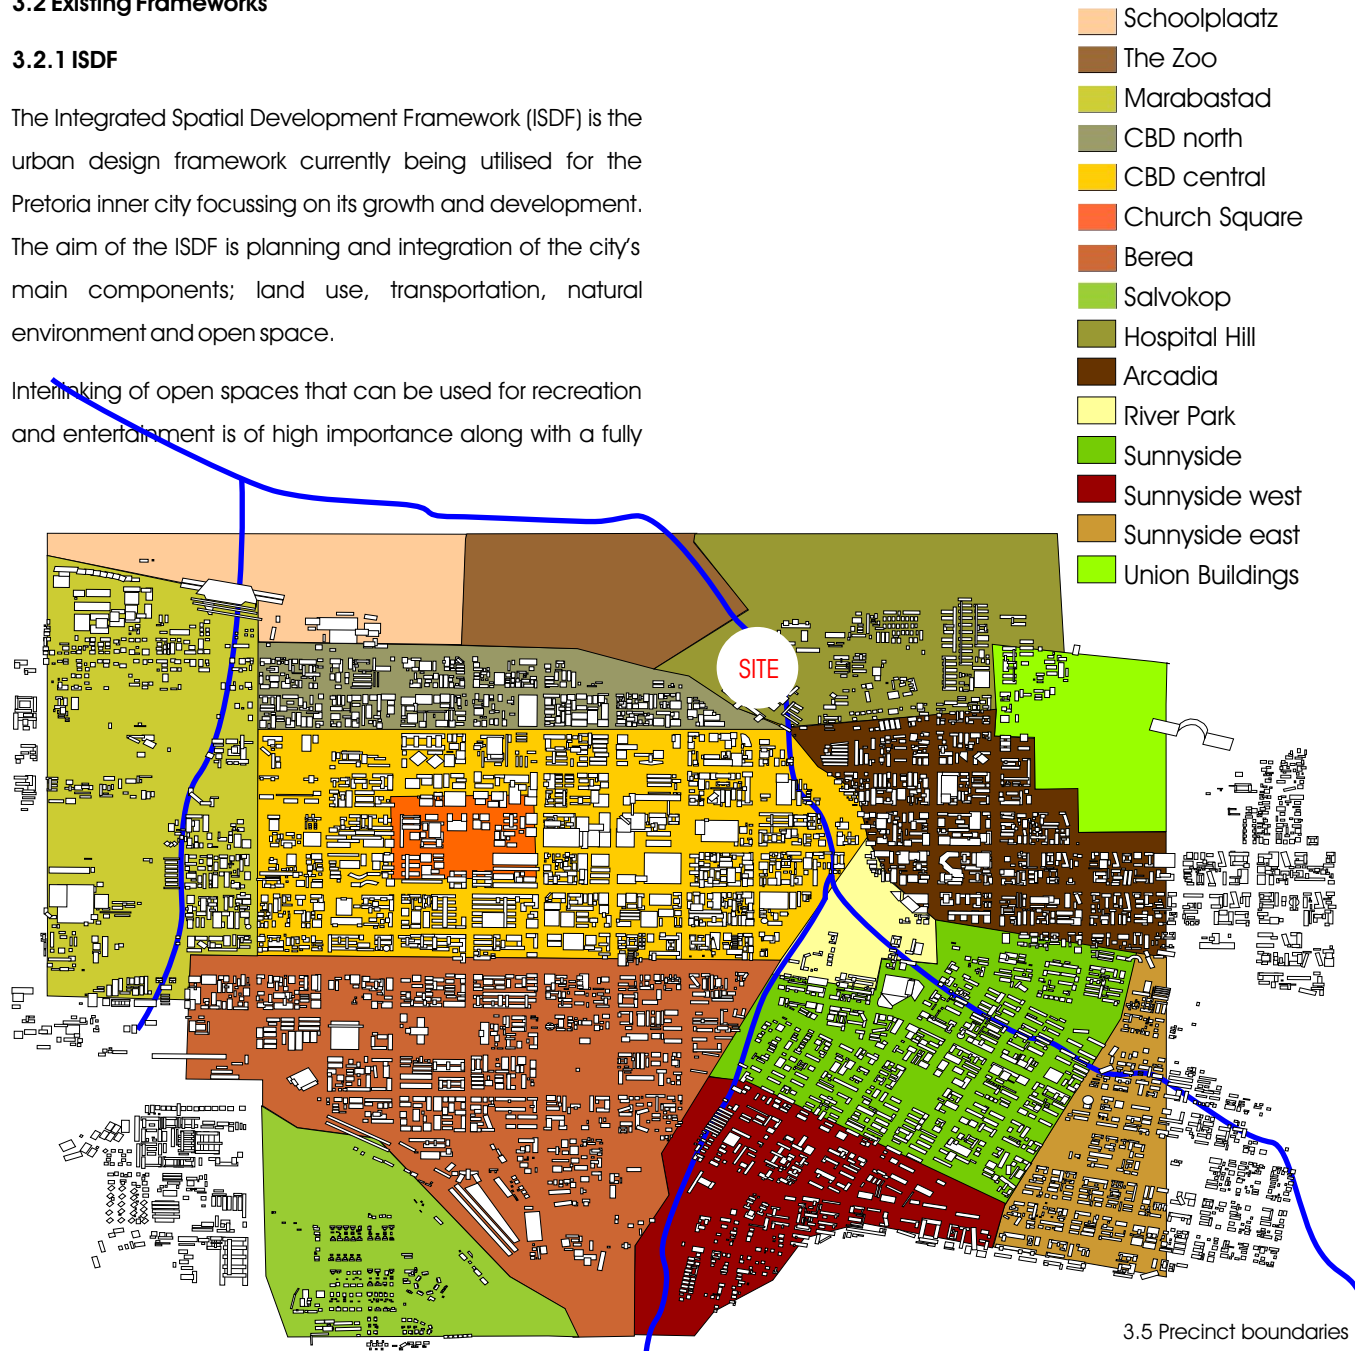 3.2 Existing Frameworks
3.2.1 ISDF
The Integrated Spatial Development Framework (ISDF) is the
urban design framework currently being utilised for the
Pretoria inner city focussing on its growth and development.
The aim of the ISDF is planning and integration of the city's
main components; land use, transportation, natural
environment and open space.
Interlinking of open spaces that can be used for recreation
and entertainment is of high importance along with a fully
Schoolplaatz
The Zoo
Marabastad
CBD north
CBD central
Church Square
Berea
Salvokop
Hospital Hill
Arcadia
River Park
Sunnyside
Sunnyside west
Sunnyside east
Union Buildings
SITE
3.5 Precinct boundaries